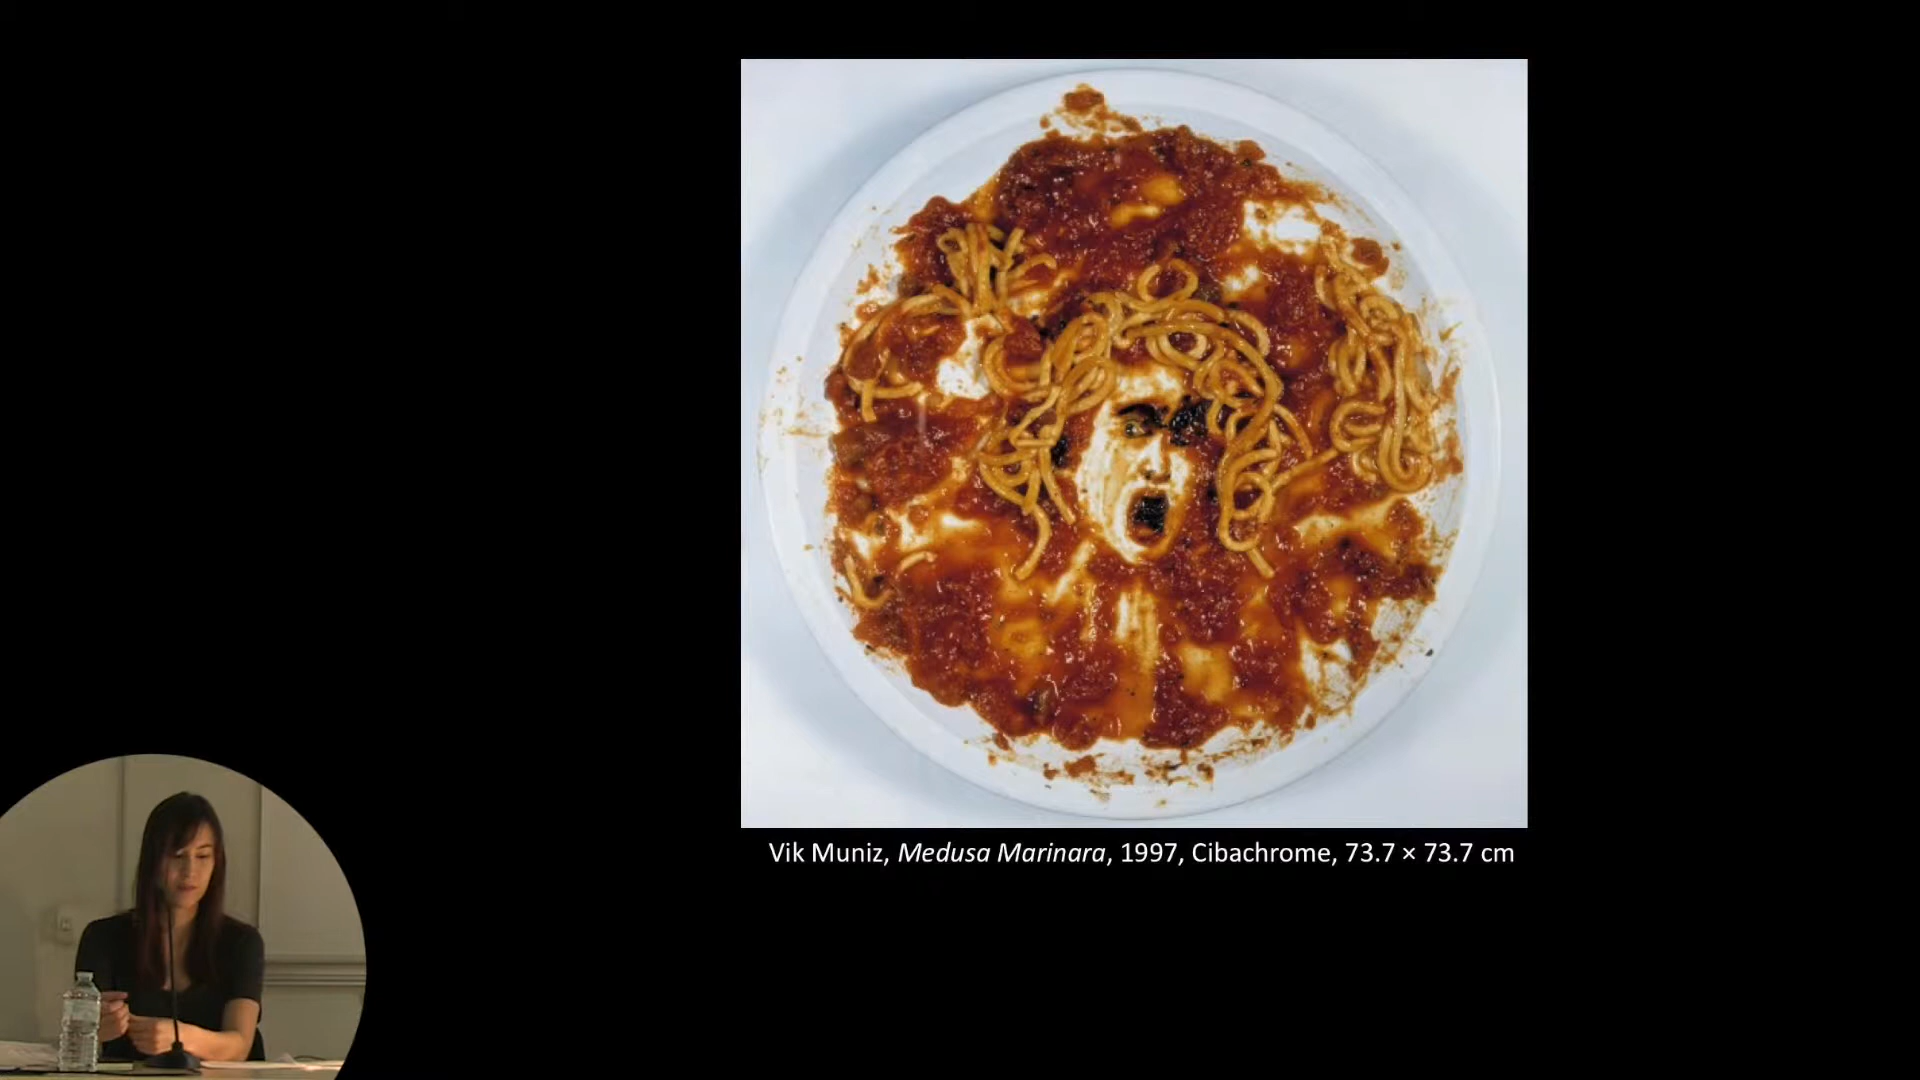 Vik Muniz, Medusa Marinara, 1997, Cibachrome, 73.7 × 73.7 cm